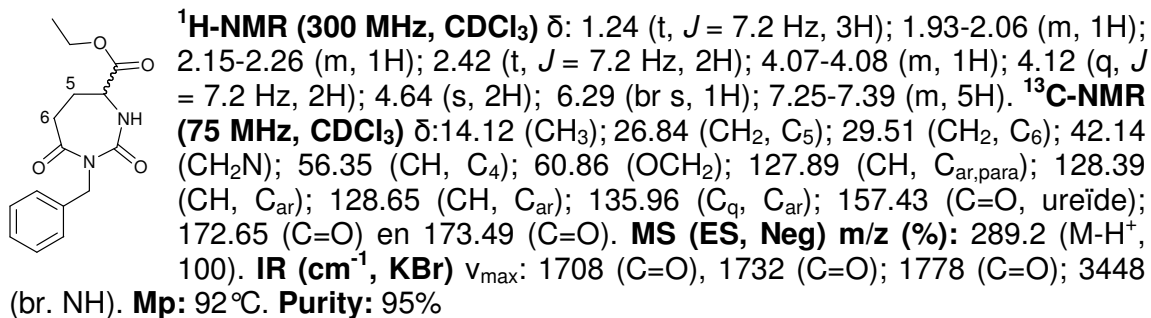 ¹H-NMR (300 MHz, CDCl₃) δ: 1.24 (t, J = 7.2 Hz, 3H); 1.93-2.06 (m, 1H);
2.15-2.26 (m, 1H); 2.42 (t, J = 7.2 Hz, 2H); 4.07-4.08 (m, 1H); 4.12 (q, J
= 7.2 Hz, 2H); 4.64 (s, 2H); 6.29 (br s, 1H); 7.25-7.39 (m, 5H). ¹³C-NMR
(75 MHz, CDCl₃) δ:14.12 (CH₃); 26.84 (CH₂, C₅); 29.51 (CH₂, C₆); 42.14
(CH₂N); 56.35 (CH, C₄); 60.86 (OCH₂); 127.89 (CH, Cₐᵣ,ₚₐᵣₐ); 128.39
(CH, Cₐᵣ); 128.65 (CH, Cₐᵣ); 135.96 (C_q, Cₐᵣ); 157.43 (C=O, ureïde);
172.65 (C=O) en 173.49 (C=O). MS (ES, Neg) m/z (%): 289.2 (M-H⁺,
100). IR (cm⁻¹, KBr) νₘₐₓ: 1708 (C=O), 1732 (C=O); 1778 (C=O); 3448
(br. NH). Mp: 92°C. Purity: 95%
O
O
5
6
NH
O
N
O